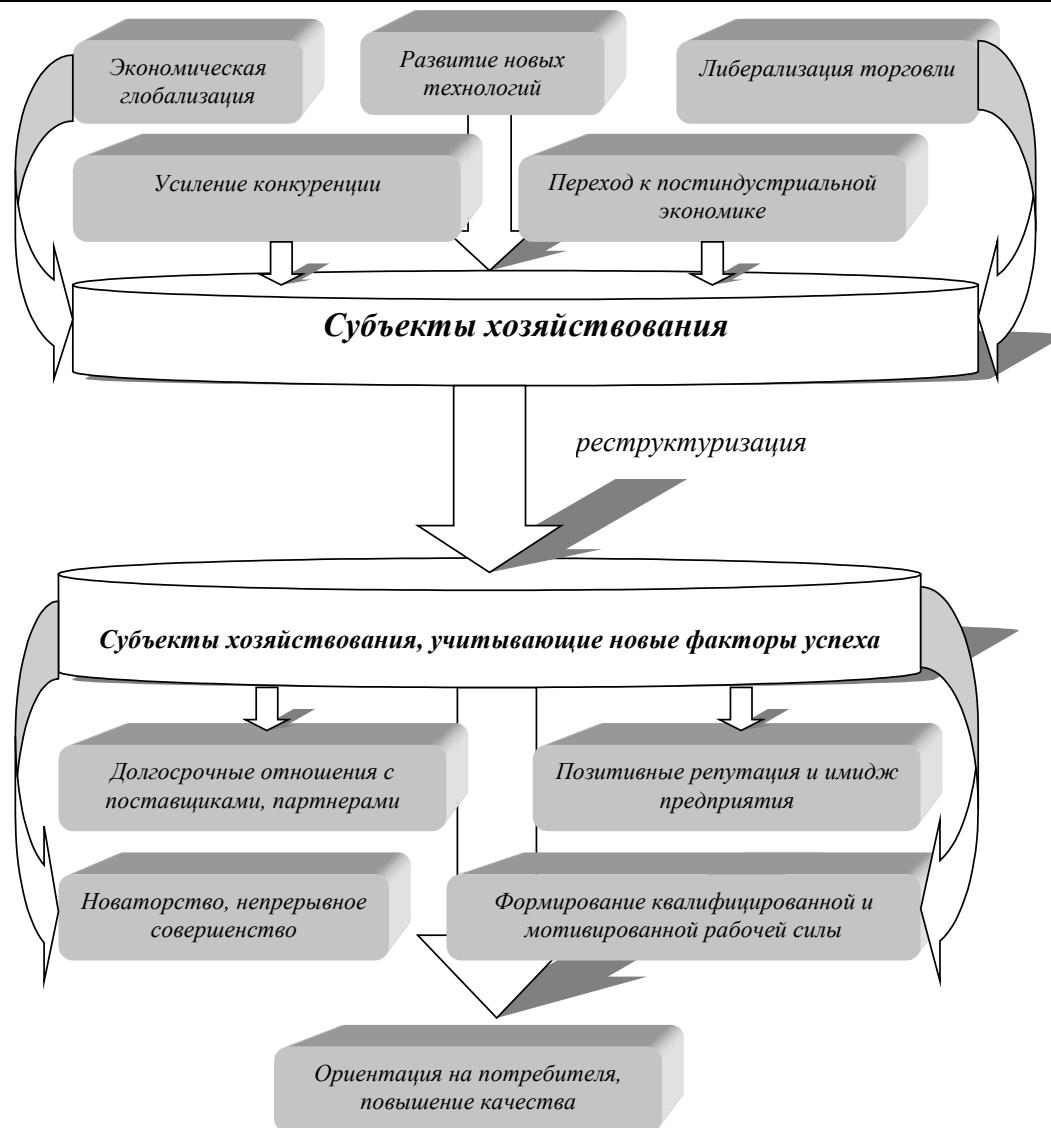 Экономическая
глобализация
Развитие новых
технологий
Либерализация торговли
Усиление конкуренции
Переход к постиндустриальной
экономике
Субъекты хозяйствования
реструктуризация
Субъекты хозяйствования, учитывающие новые факторы успеха
Долгосрочные отношения с
поставщиками, партнерами
Позитивные репутация и имидж
предприятия
Новаторство, непрерывное
совершенство
Формирование квалифицированной и
мотивированной рабочей силы
Ориентация на потребителя,
повышение качества